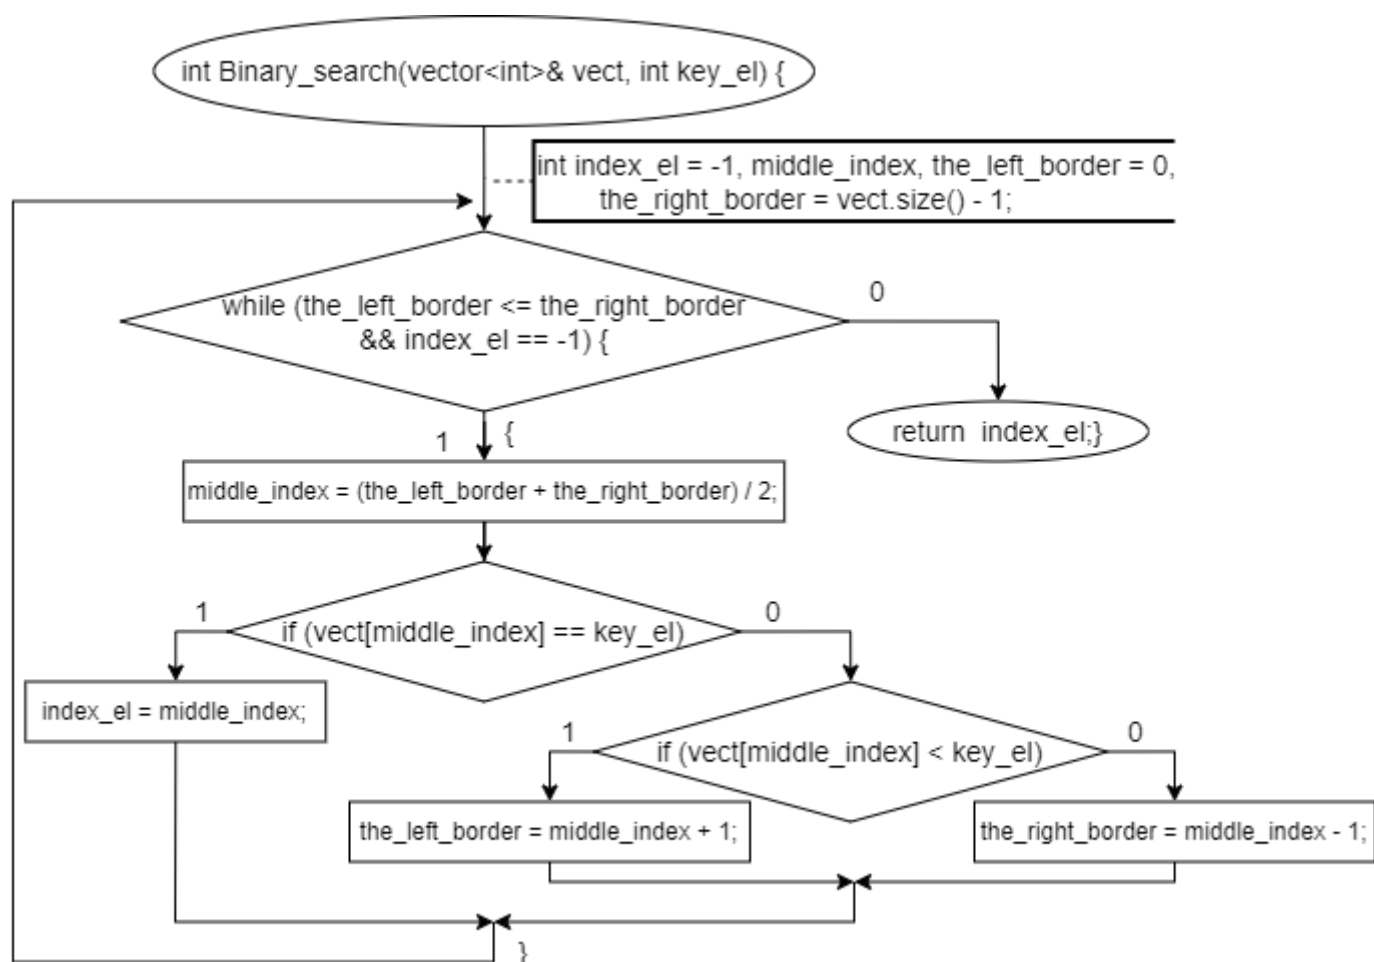 int Binary_search(vector<int>& vect, int key_el) {
int index_el = -1, middle_index, the_left_border = 0,
the_right_border = vect.size() - 1;
while (the_left_border <= the_right_border
&& index_el == -1) {
0
return  index_el;}
1
{
middle_index = (the_left_border + the_right_border) / 2;
1
if (vect[middle_index] == key_el)
0
index_el = middle_index;
1
if (vect[middle_index] < key_el)
0
the_left_border = middle_index + 1;
the_right_border = middle_index - 1;
}